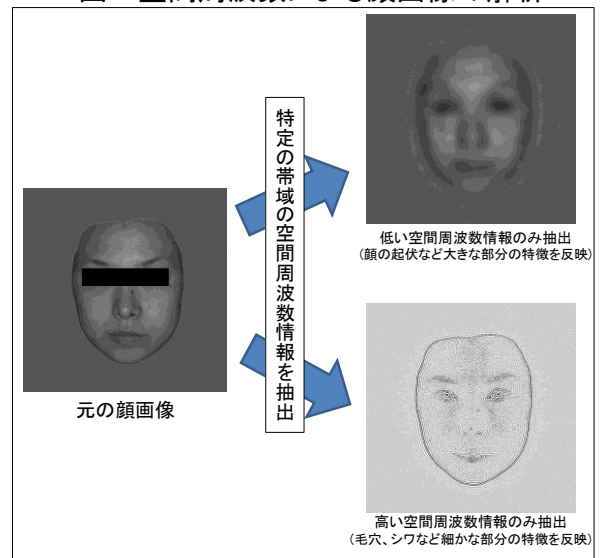 特定の帯域の空間周波数情報を抽出
元の顔画像
低い空間周波数情報のみ抽出
（顔の起伏など大きな部分の特徴を反映）
高い空間周波数情報のみ抽出
（毛穴、シワなど細かな部分の特徴を反映）